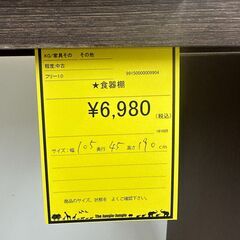 KG/家具その その他
程度:中古
フリー1.0 99150000009904
★食器棚
¥6,980
(税込)
サイズ:幅 105 奥行 45 高さ 190 cm
商品のサイズ、状態を よくご確認下さい。
The Jungle Jungle